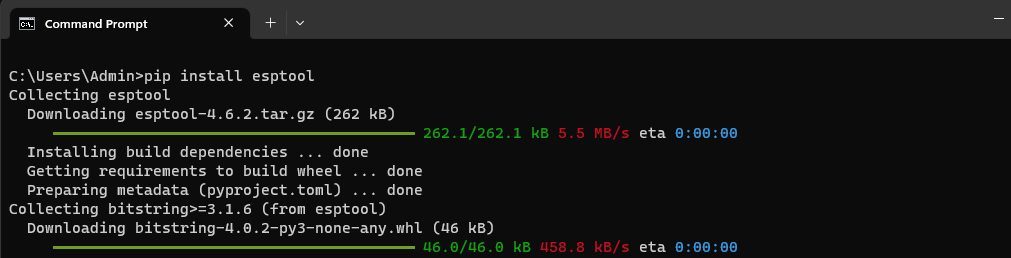 Command Prompt
C:\Users\Admin>pip install esptool
Collecting esptool
Downloading esptool-4.6.2.tar.gz (262 kB)
262.1/262.1 kB 5.5 MB/s eta 0:00:00
Installing build dependencies ... done
Getting requirements to build wheel ... done
Preparing metadata (pyproject.toml) ... done
Collecting bitstring>=3.1.6 (from esptool)
Downloading bitstring-4.0.2-py3-none-any.whl (46 kB)
46.0/46.0 kB 458.8 kB/s eta 0:00:00